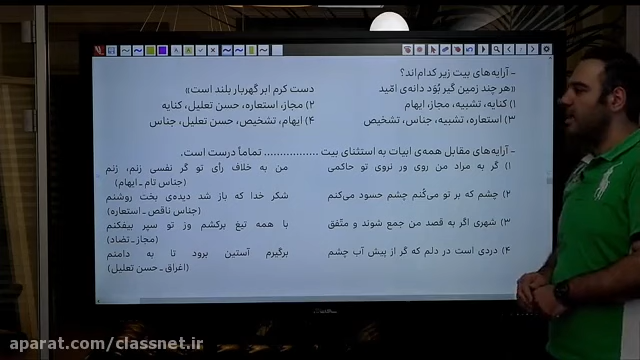 - آرایه‌های بیت زیر کدام‌اند؟
«هر چند زمین گیر بُوَد دانه‌ی امّید دست کرم ابر گهربار بلند است»
۱) کنایه، تشبیه، مجاز، ایهام ۲) مجاز، استعاره، حسن تعلیل، کنایه
۳) استعاره، تشبیه، جناس، تشخیص ۴) ایهام، تشخیص، حسن تعلیل، جناس
- آرایه‌های مقابل همه‌ی ابیات به استثنای بیت ................. تماماً درست است.
۱) گر به مراد من روی ور نروی تو حاکمی من به خلاف رأی تو گر نفسی زنم، زنم
(جناس تام ـ ایهام)
۲) چشم که بر تو می‌کُنم چشم حسود می‌کنم شکر خدا که باز شد دیده‌ی بخت روشنم
(جناس ناقص ـ استعاره)
۳) شهری اگر به قصد من جمع شوند و متّفق با همه تیغ برکشم وز تو سپر بیفکنم
(مجاز ـ تضاد)
۴) دردی است در دلم که گر از پیش آب چشم برگیرم آستین برود تا به دامنم
(اغراق ـ حسن تعلیل)
aparat.com/classnet.ir